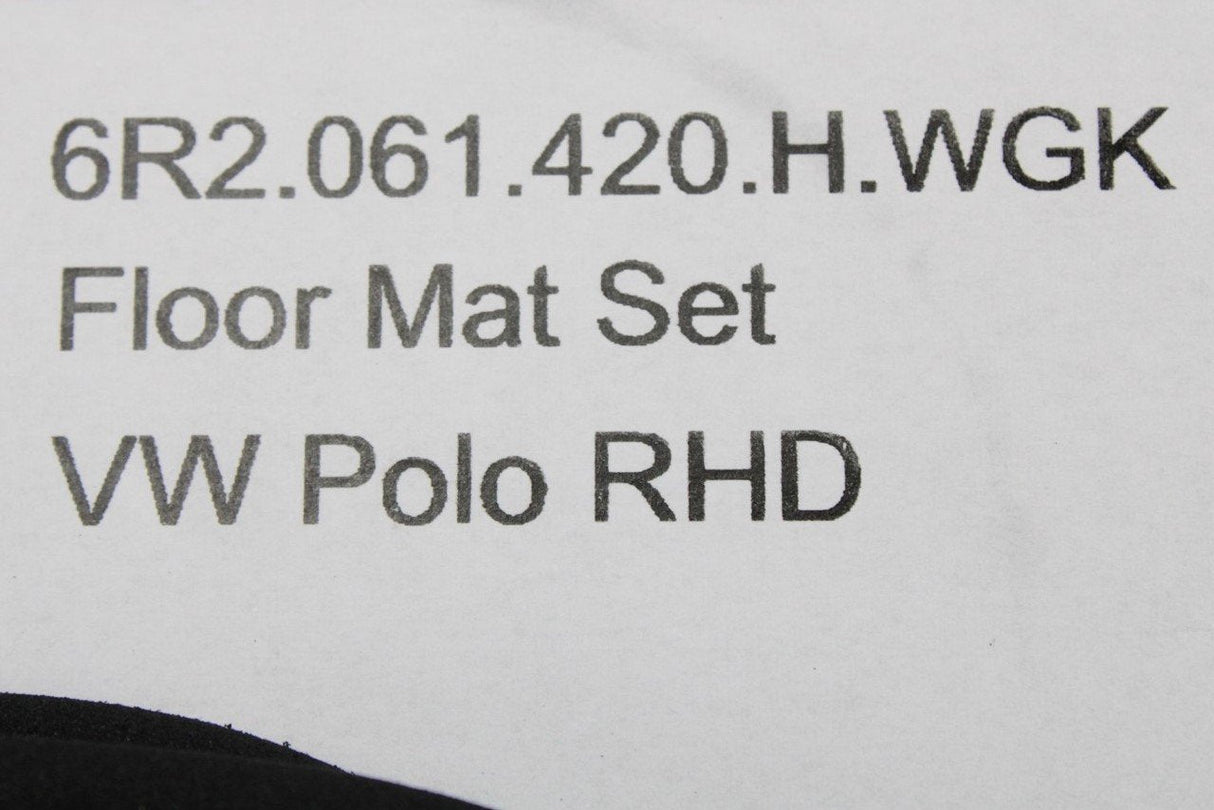 6R2.061.420.H.WGK
Floor Mat Set
VW Polo RHD